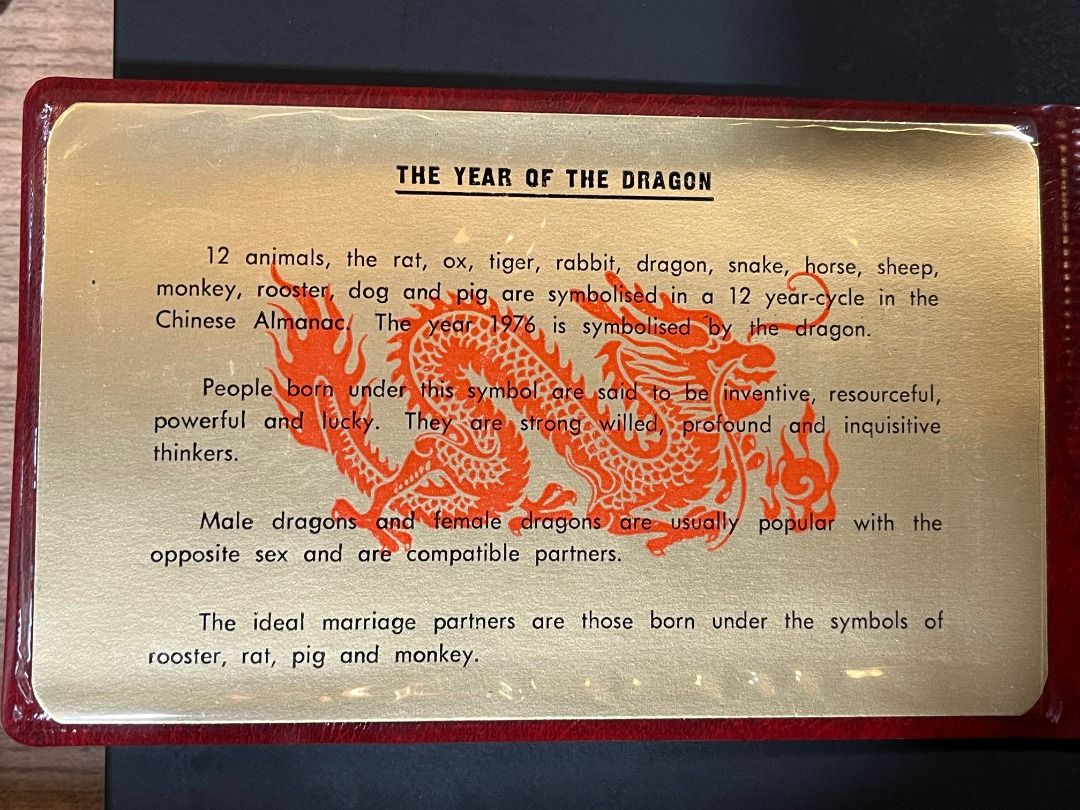 THE YEAR OF THE DRAGON
12 animals, the rat, ox, tiger, rabbit, dragon, snake, horse, sheep,
monkey, rooster, dog and pig are symbolised in a 12 year-cycle in the
Chinese Almanac. The year 1976 is symbolised by the dragon.
People born under this symbol are said to be inventive, resourceful,
powerful and lucky. They are strong willed, profound and inquisitive
thinkers.
Male dragons and female dragons are usually popular with the
opposite sex and are compatible partners.
The ideal marriage partners are those born under the symbols of
rooster, rat, pig and monkey.